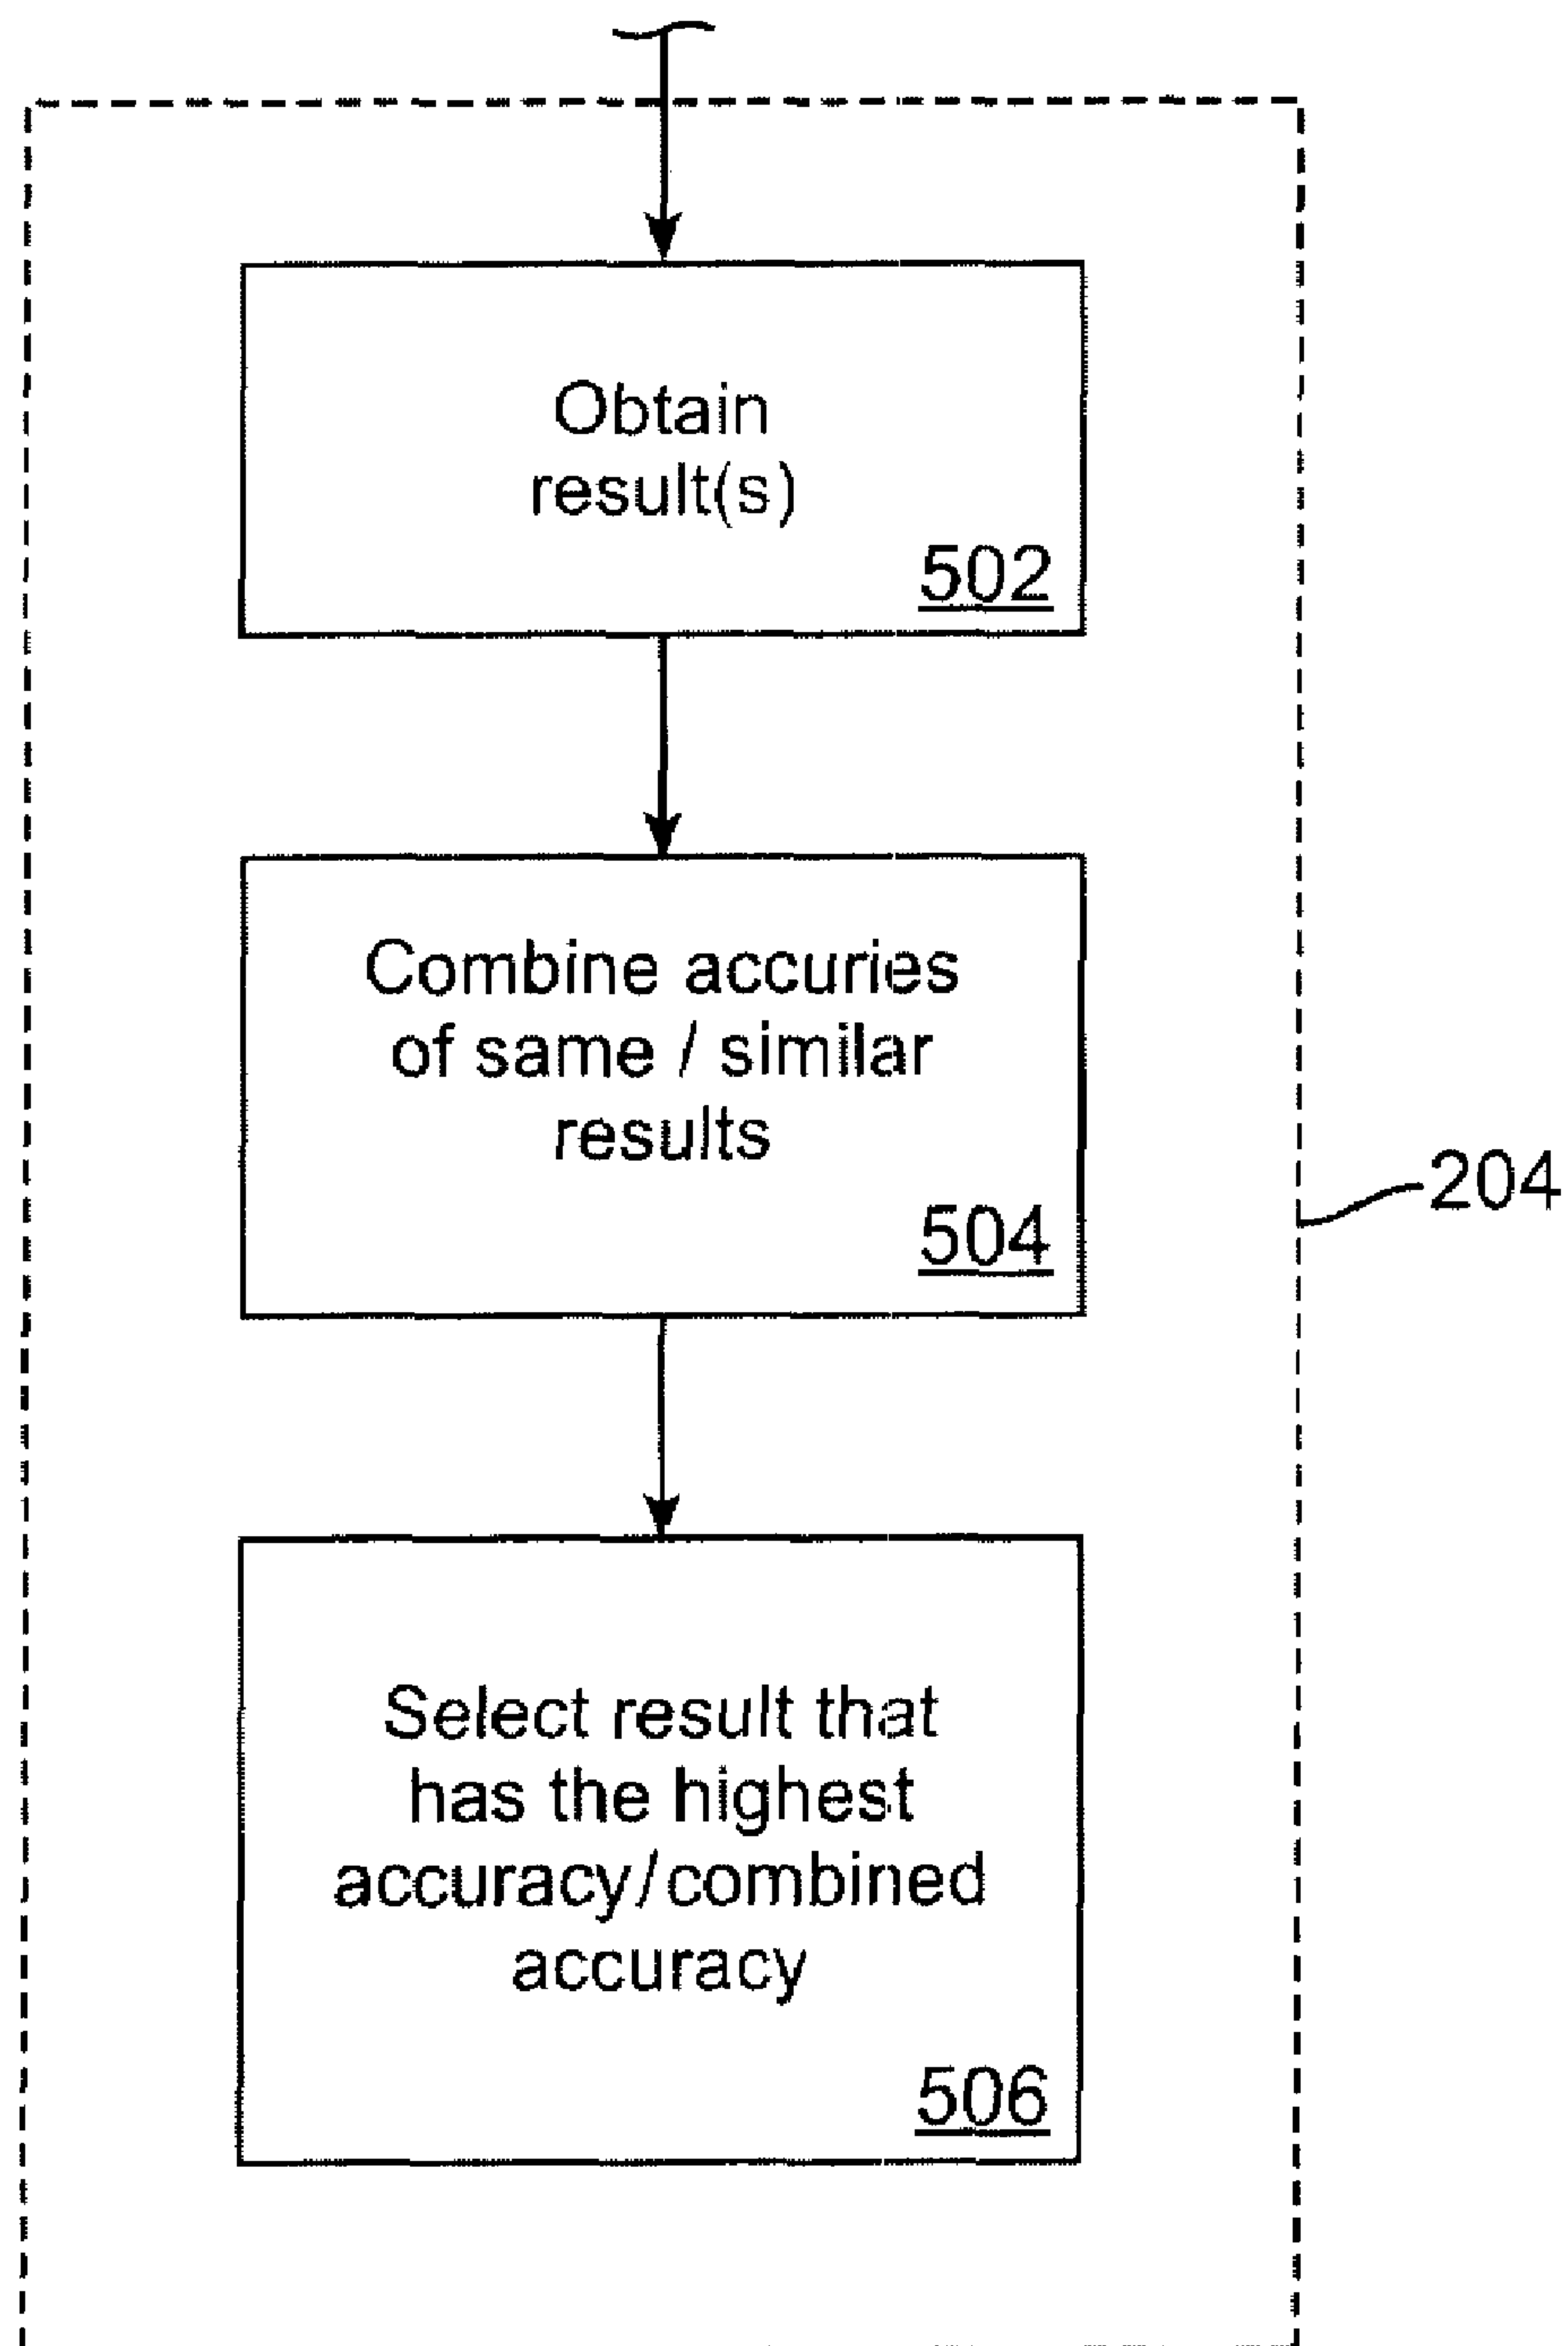 Obtain
result(s)
502
Combine accuries
of same / similar
results
504
204
Select result that
has the highest
accuracy/combined
accuracy
506